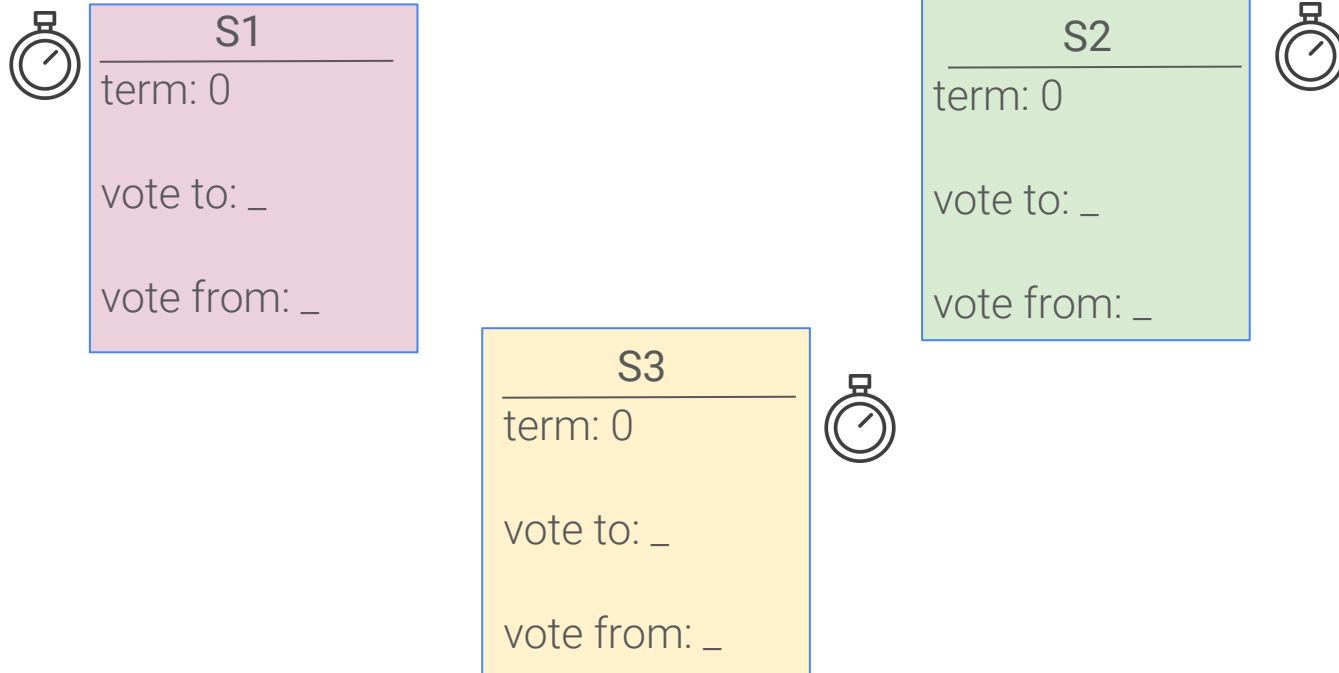 S1
term: 0
vote to: _
vote from: _
S2
term: 0
vote to: _
vote from: _
S3
term: 0
vote to: _
vote from: _